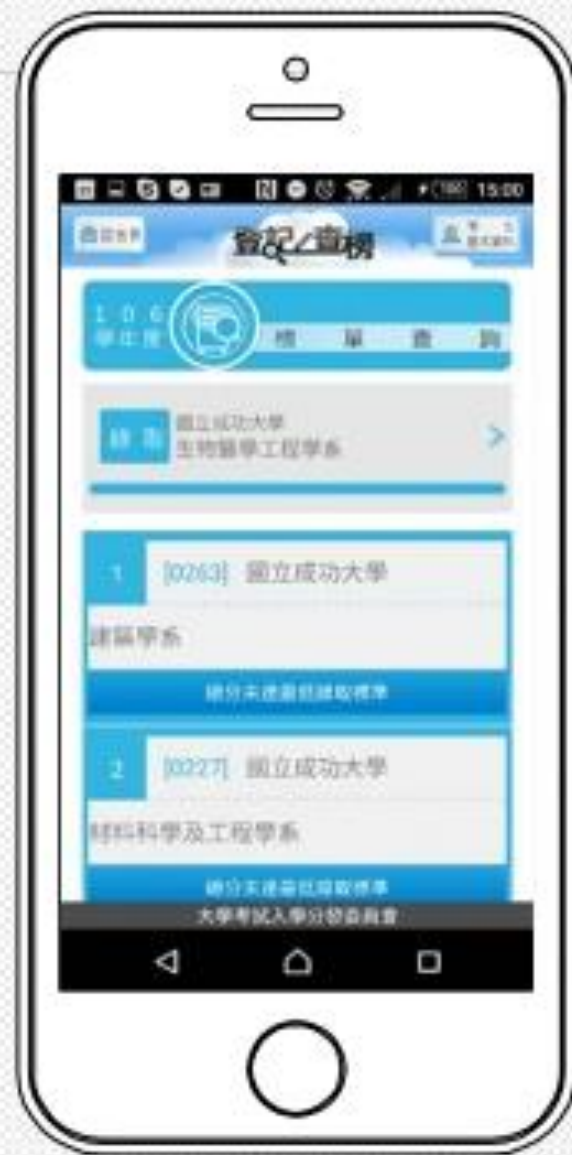 15:00
登記/查榜
106
學年度
榜單查詢
錄取
國立成功大學
生物醫學工程學系
1 [0263] 國立成功大學
建築學系
總分未達最低錄取標準
2 [0227] 國立成功大學
材料科學及工程學系
總分未達最低錄取標準
大學考試入學分發委員會